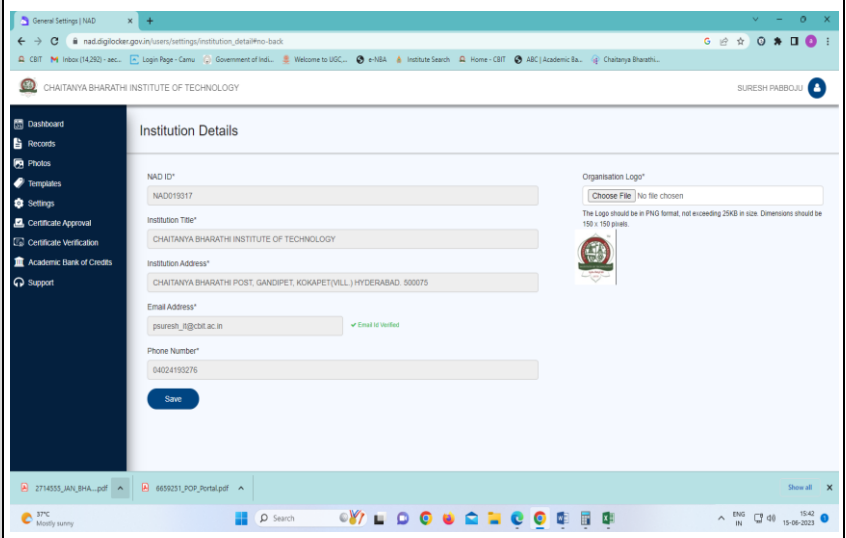 General Settings | NAD
nad.digilocker.gov.in/users/settings/institution_detail#no-back
CBIT Inbox (14,292) - sec... Login Page - Camu Government of Indi... Welcome to UGC,... e-NBA Institute Search Home - CBIT ABC | Academic Ba... Chaitanya Bharathi...
CHAITANYA BHARATHI INSTITUTE OF TECHNOLOGY
SURESH PABBOJU
Dashboard
Records
Photos
Templates
Settings
Certificate Approval
Certificate Verification
Academic Bank of Credits
Support
Institution Details
NAD ID*
NAD019317
Institution Title*
CHAITANYA BHARATHI INSTITUTE OF TECHNOLOGY
Institution Address*
CHAITANYA BHARATHI POST, GANDIPET, KOKAPET(VILL.) HYDERABAD. 500075
Email Address*
psuresh_it@cbit.ac.in
Email Id Verified
Phone Number*
04024193276
Save
Organisation Logo*
Choose File No file chosen
The Logo should be in PNG format, not exceeding 25KB in size. Dimensions should be
150 x 150 pixels.
2714555_JAN_BHA....pdf 6659251_POP_Portal.pdf
Show all
37°C
Mostly sunny
Search
ENG
IN
15:42
15-06-2023